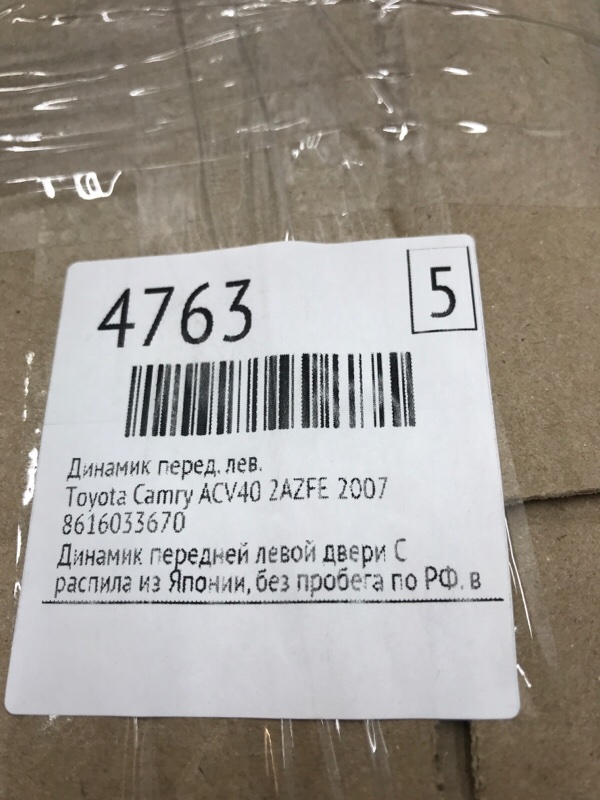 4763
5
Динамик перед. лев.
Toyota Camry ACV40 2AZFE 2007
8616033670
Динамик передней левой двери С
распила из Японии, без пробега по РФ. в